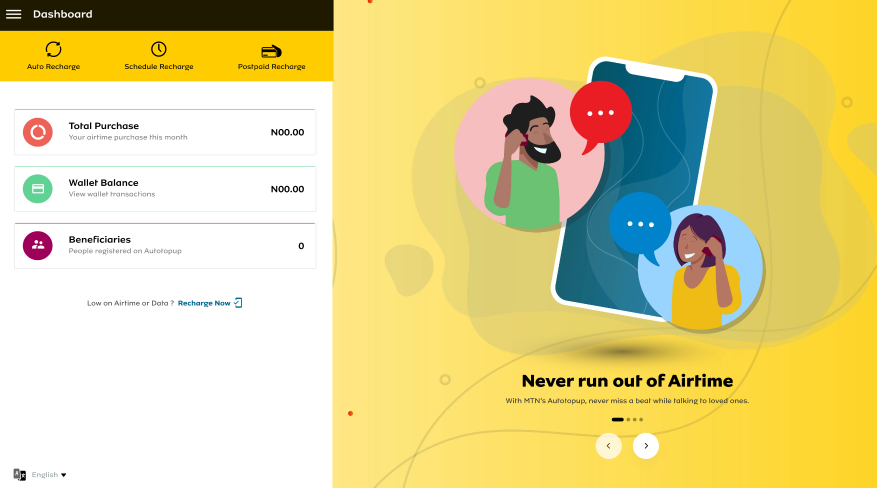 Dashboard
Auto Recharge
Schedule Recharge
Postpaid Recharge
Total Purchase
Your airtime purchase this month
N00.00
Wallet Balance
View wallet transactions
N00.00
Beneficiaries
People registered on Autotopup
0
Low on Airtime or Data ? Recharge Now
English
Never run out of Airtime
With MTN's Autotopup, never miss a beat while talking to loved ones.